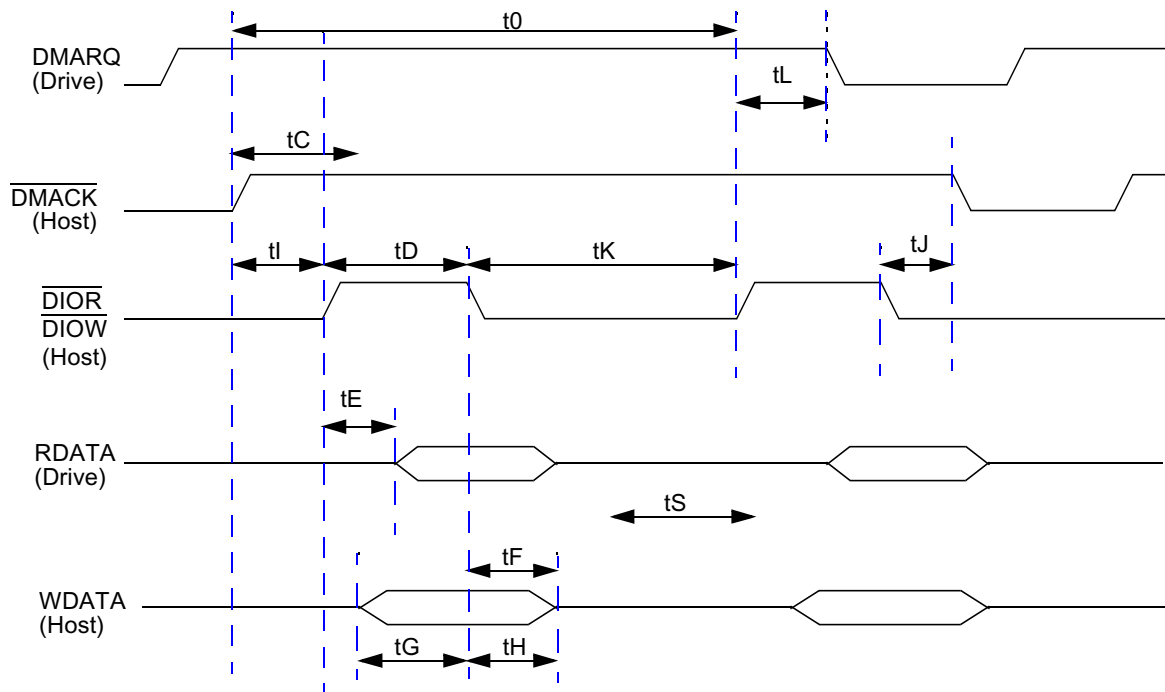 t0
DMARQ
(Drive)
tL
tC
DMACK
(Host)
tI
tD
tK
tJ
DIOR
DIOW
(Host)
tE
RDATA
(Drive)
tS
tF
WDATA
(Host)
tG
tH